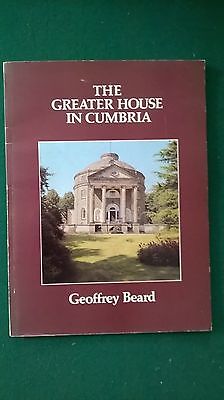 THE
GREATER HOUSE
IN CUMBRIA
Geoffrey Beard